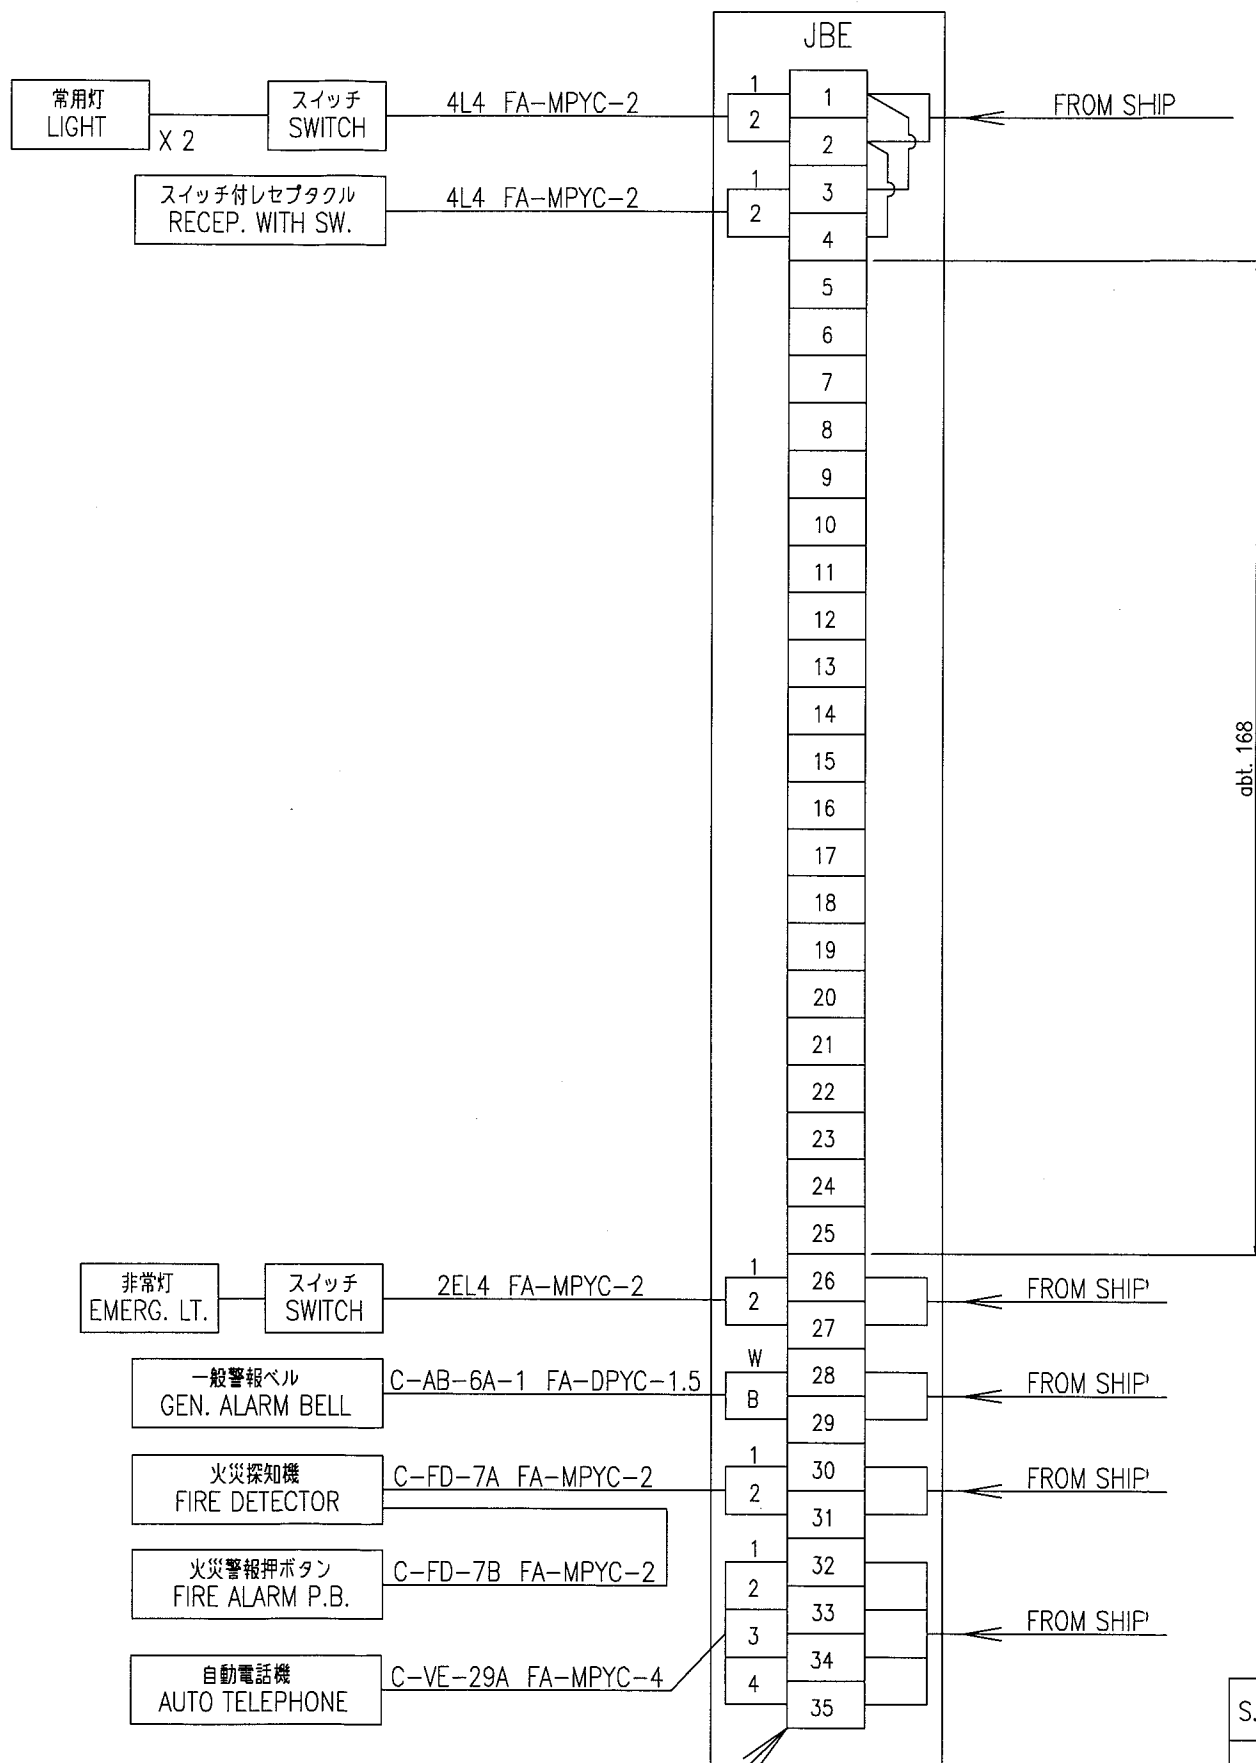 JBE
常用灯
LIGHT
X 2
スイッチ
SWITCH
4L4 FA-MPYC-2
1
2
1
2
FROM SHIP
スイッチ付レセプタクル
RECEP. WITH SW.
4L4 FA-MPYC-2
1
2
3
4
5
6
7
8
9
10
11
12
13
14
15
16
17
18
19
20
21
22
23
24
25
abt. 168
非常灯
EMERG. LT.
スイッチ
SWITCH
2EL4 FA-MPYC-2
1
2
26
27
FROM SHIP
一般警報ベル
GEN. ALARM BELL
C-AB-6A-1 FA-DPYC-1.5
W
B
28
29
FROM SHIP
火災探知機
FIRE DETECTOR
C-FD-7A FA-MPYC-2
1
2
30
31
FROM SHIP
火災警報押ボタン
FIRE ALARM P.B.
C-FD-7B FA-MPYC-2
自動電話機
AUTO TELEPHONE
C-VE-29A FA-MPYC-4
1
2
3
4
32
33
34
35
FROM SHIP
S.